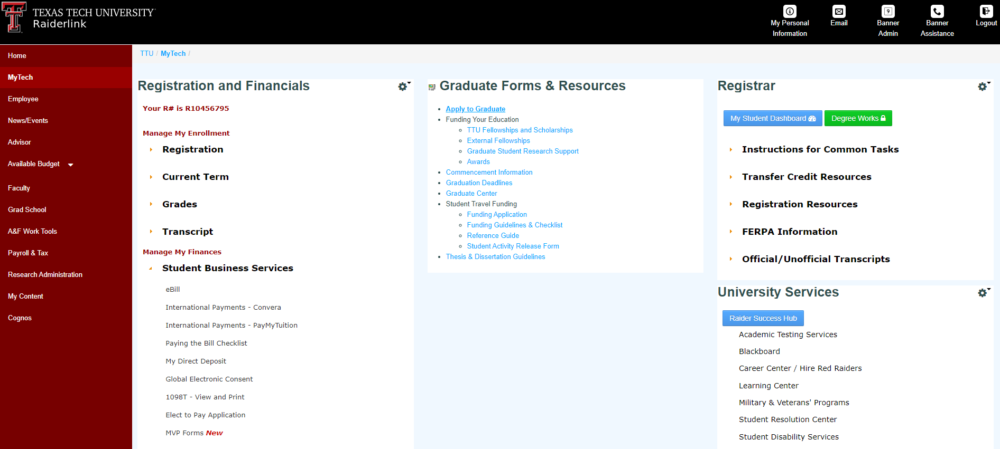 TEXAS TECH UNIVERSITY
Raiderlink
My Personal
Information
Email
9
Banner
Admin
Banner
Assistance
Logout
Home
MyTech
Employee
News/Events
Advisor
Available Budget
Faculty
Grad School
A&F Work Tools
Payroll & Tax
Research Administration
My Content
Cognos
TTU / MyTech /
Registration and Financials
Your R# is R10456795
Manage My Enrollment
Registration
Current Term
Grades
Transcript
Manage My Finances
Student Business Services
eBill
International Payments - Convera
International Payments - PayMyTuition
Paying the Bill Checklist
My Direct Deposit
Global Electronic Consent
1098T - View and Print
Elect to Pay Application
MVP Forms New
Graduate Forms & Resources
Apply to Graduate
Funding Your Education
TTU Fellowships and Scholarships
External Fellowships
Graduate Student Research Support
Awards
Commencement Information
Graduation Deadlines
Graduate Center
Student Travel Funding
Funding Application
Funding Guidelines & Checklist
Reference Guide
Student Activity Release Form
Thesis & Dissertation Guidelines
Registrar
My Student Dashboard
Degree Works
Instructions for Common Tasks
Transfer Credit Resources
Registration Resources
FERPA Information
Official/Unofficial Transcripts
University Services
Raider Success Hub
Academic Testing Services
Blackboard
Career Center / Hire Red Raiders
Learning Center
Military & Veterans' Programs
Student Resolution Center
Student Disability Services